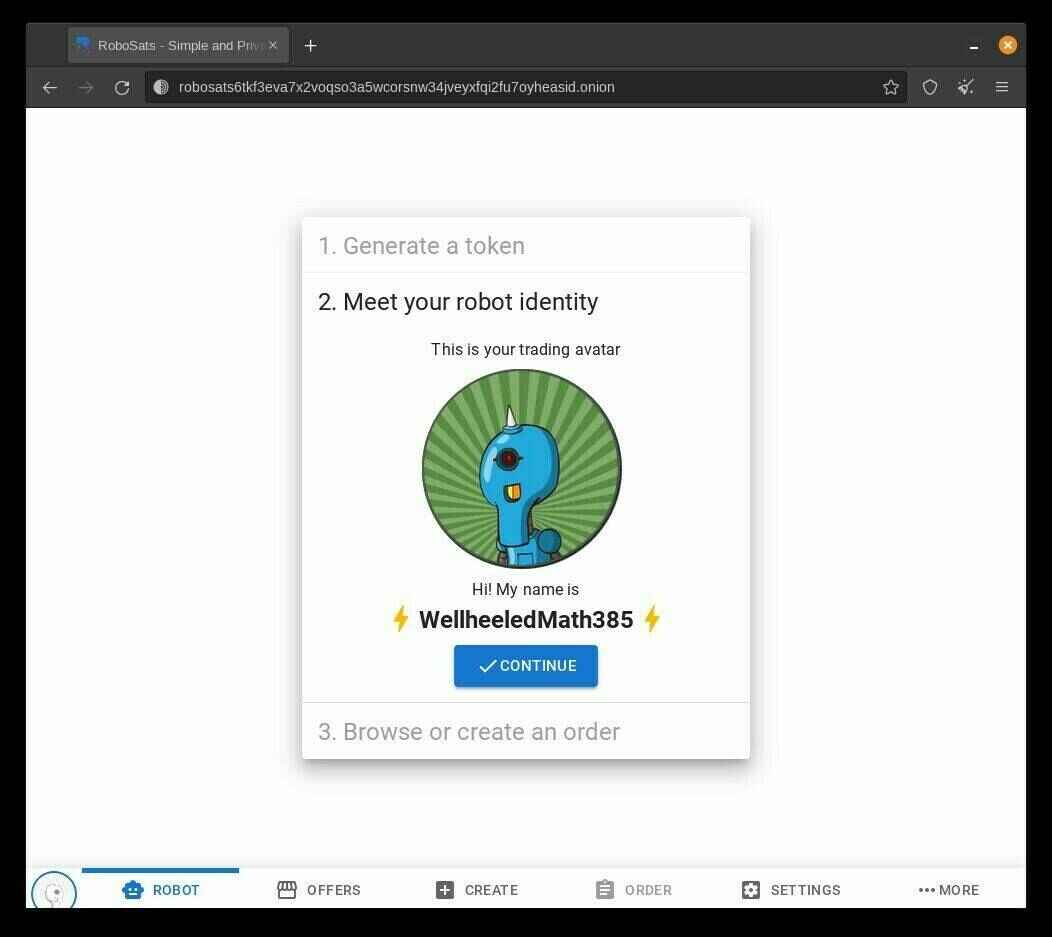 RoboSats - Simple and Priv
robosats6tkf3eva7x2voqso3a5wcorsnw34jveyxfqi2fu7oyheasid.onion
1. Generate a token
2. Meet your robot identity
This is your trading avatar
Hi! My name is
WellheeledMath385
CONTINUE
3. Browse or create an order
ROBOT OFFERS CREATE ORDER SETTINGS MORE